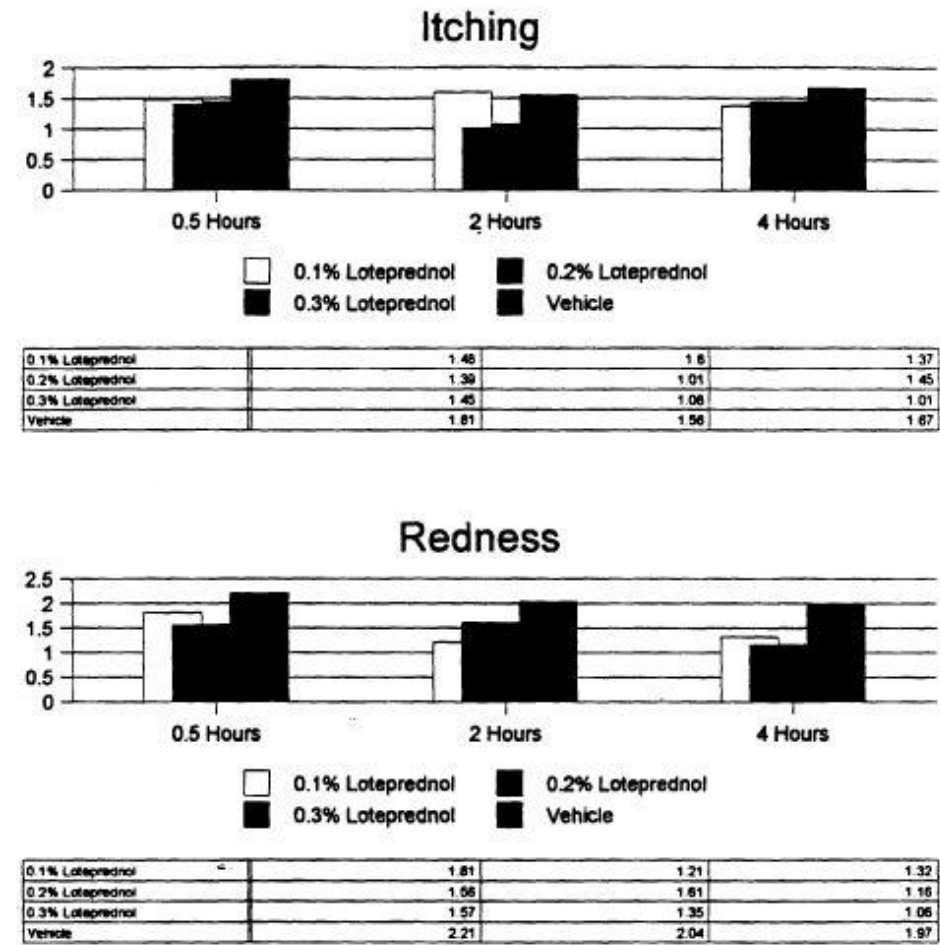 Itching
2
1.5
1
0.5
0
0.5 Hours 2 Hours 4 Hours
0.1% Loteprednol 0.2% Loteprednol
0.3% Loteprednol Vehicle
0.1% Loteprednol 1.48 1.6 1.37
0.2% Loteprednol 1.39 1.01 1.45
0.3% Loteprednol 1.45 1.01
Vehicle 1.81 1.56 1.67
Redness
2.5
2
1.5
1
0.5
0
0.5 Hours 2 Hours 4 Hours
0.1% Loteprednol 0.2% Loteprednol
0.3% Loteprednol Vehicle
0.1% Loteprednol 1.81 1.21 1.32
0.2% Loteprednol 1.56 1.61 1.16
0.3% Loteprednol 1.57 1.35 1.06
Vehicle 2.21 2.04 1.97